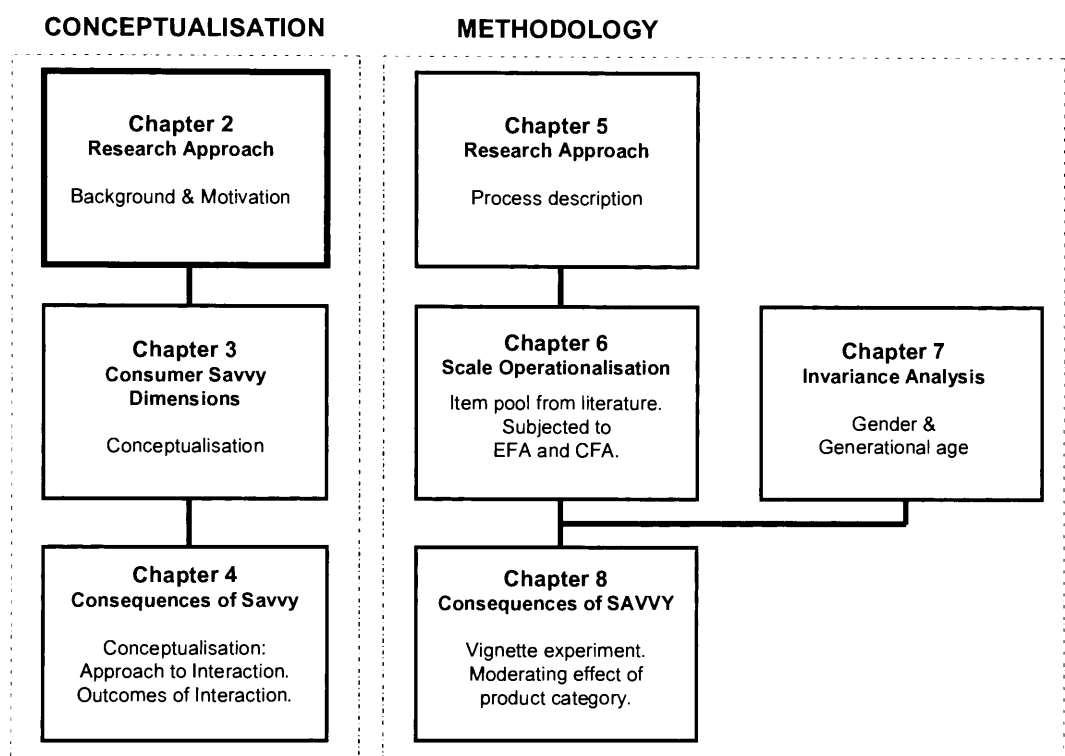 CONCEPTUALISATION
Chapter 2
Research Approach
Background & Motivation
Chapter 3
Consumer Savvy
Dimensions
Conceptualisation
Chapter 4
Consequences of Savvy
Conceptualisation:
Approach to Interaction.
Outcomes of Interaction.
METHODOLOGY
Chapter 5
Research Approach
Process description
Chapter 6
Scale Operationalisation
Item pool from literature.
Subjected to
EFA and CFA.
Chapter 7
Invariance Analysis
Gender &
Generational age
Chapter 8
Consequences of SAVVY
Vignette experiment.
Moderating effect of
product category.